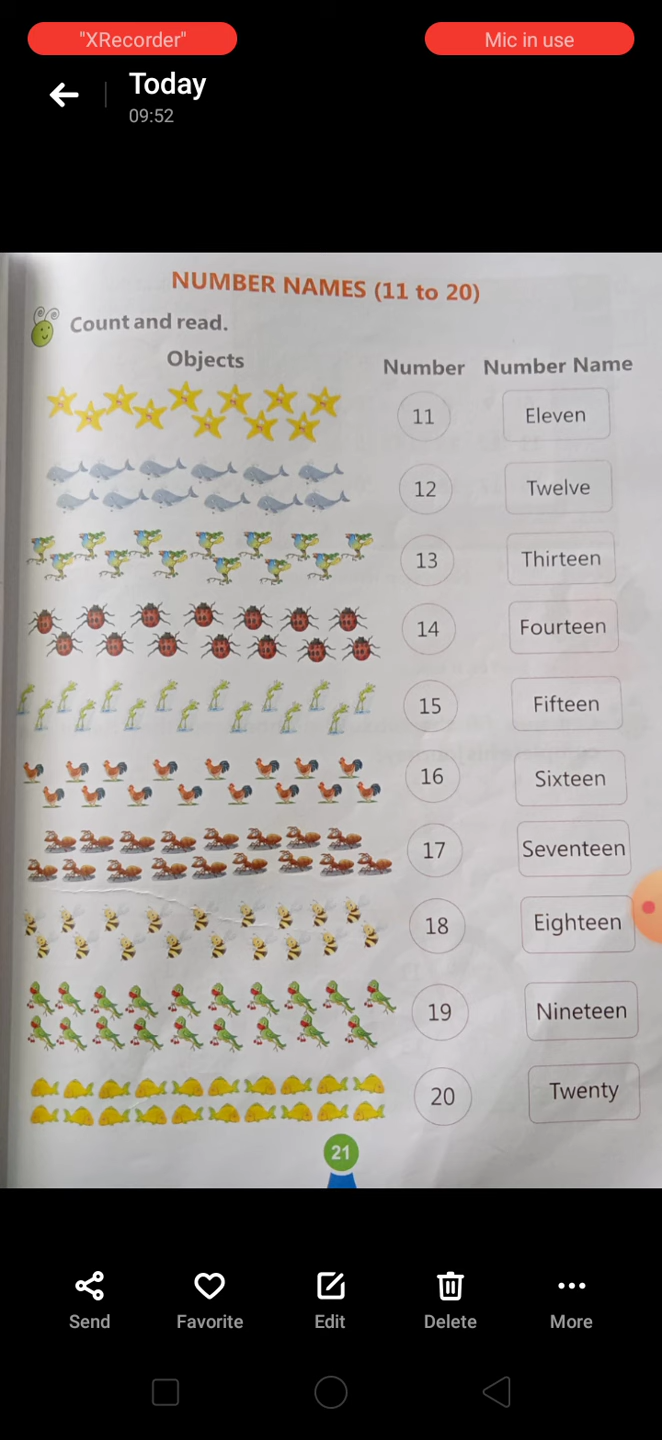 "XRecorder"
Mic in use
Today
09:52
NUMBER NAMES (11 to 20)
Count and read.
Objects Number Number Name
11 Eleven
12 Twelve
13 Thirteen
14 Fourteen
15 Fifteen
16 Sixteen
17 Seventeen
18 Eighteen
19 Nineteen
20 Twenty
21
Send Favorite Edit Delete More